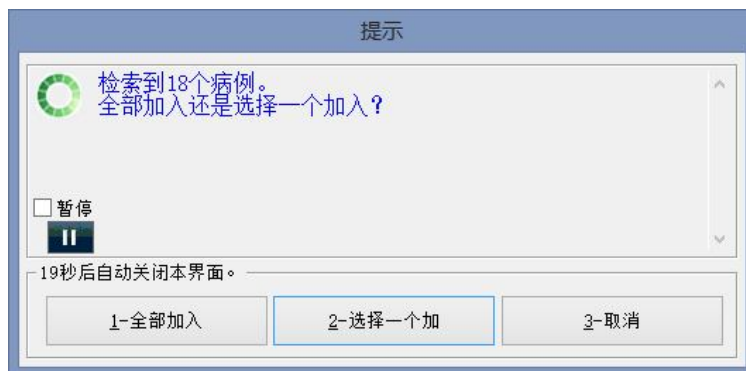 提示
检索到18个病例。
全部加入还是选择一个加入？
暂停
19秒后自动关闭本界面。
1-全部加入
2-选择一个加
3-取消